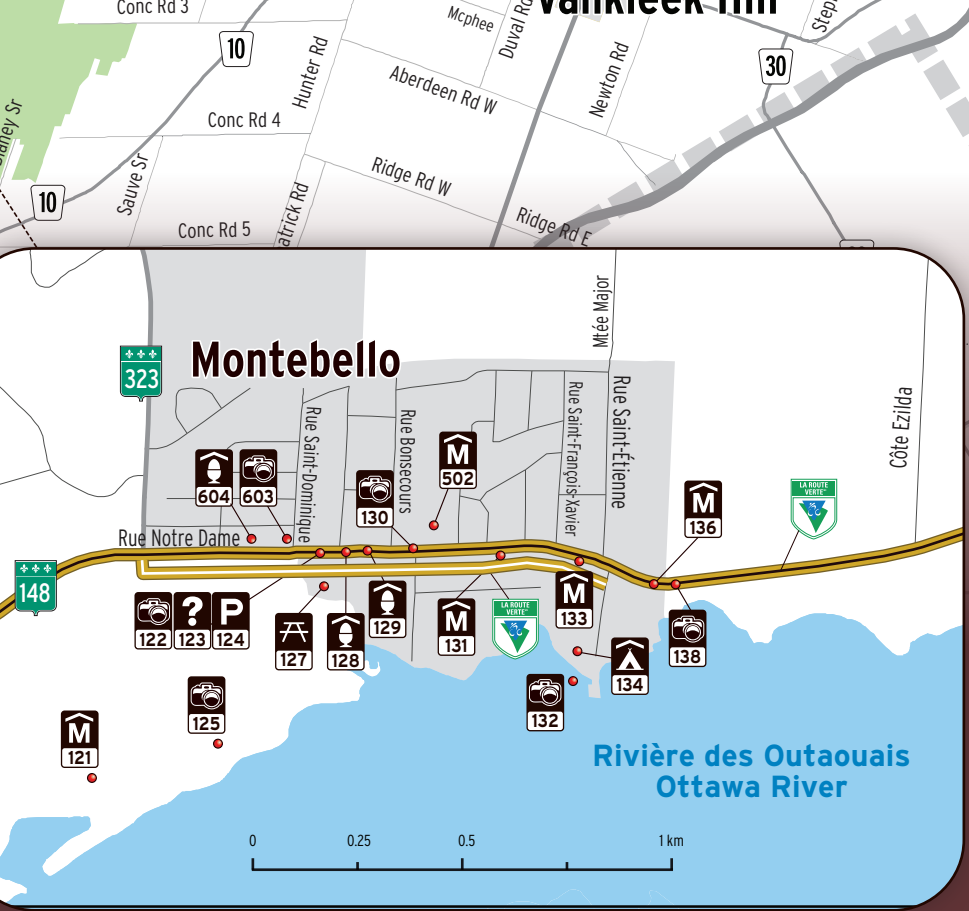 Conc Rd 3
10
Hunter Rd
Mcphee
Duval Rd
Vankleek Hill
30
Newton Rd
Aberdeen Rd W
Conc Rd 4
Sauvé Sr
10
Ridge Rd W
Conc Rd 5
Ridge Rd E
Mtée Major
323
Montebello
Rue Saint-Dominique
Rue Bonsecours
Rue Saint-François-Xavier
Rue Saint-Étienne
Côte Ezilda
604
603
130
M
502
M
136
LA ROUTE
VERTE
Rue Notre Dame
148
122
?
123
P
124
127
128
129
M
131
LA ROUTE
VERTE
M
133
134
138
132
125
M
121
Rivière des Outaouais
Ottawa River
0
0.25
0.5
1 km